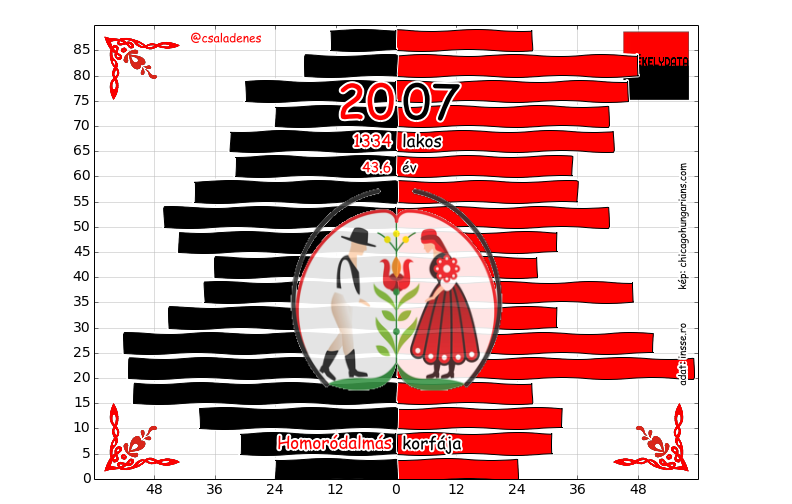 @csaladenes
2007
1334 lakos
43.6 év
Homoródalmás korfája
kép: chicagohungarians.com
adat: insse.ro
85
80
75
70
65
60
55
50
45
40
35
30
25
20
15
10
5
0
48 36 24 12 0 12 24 36 48